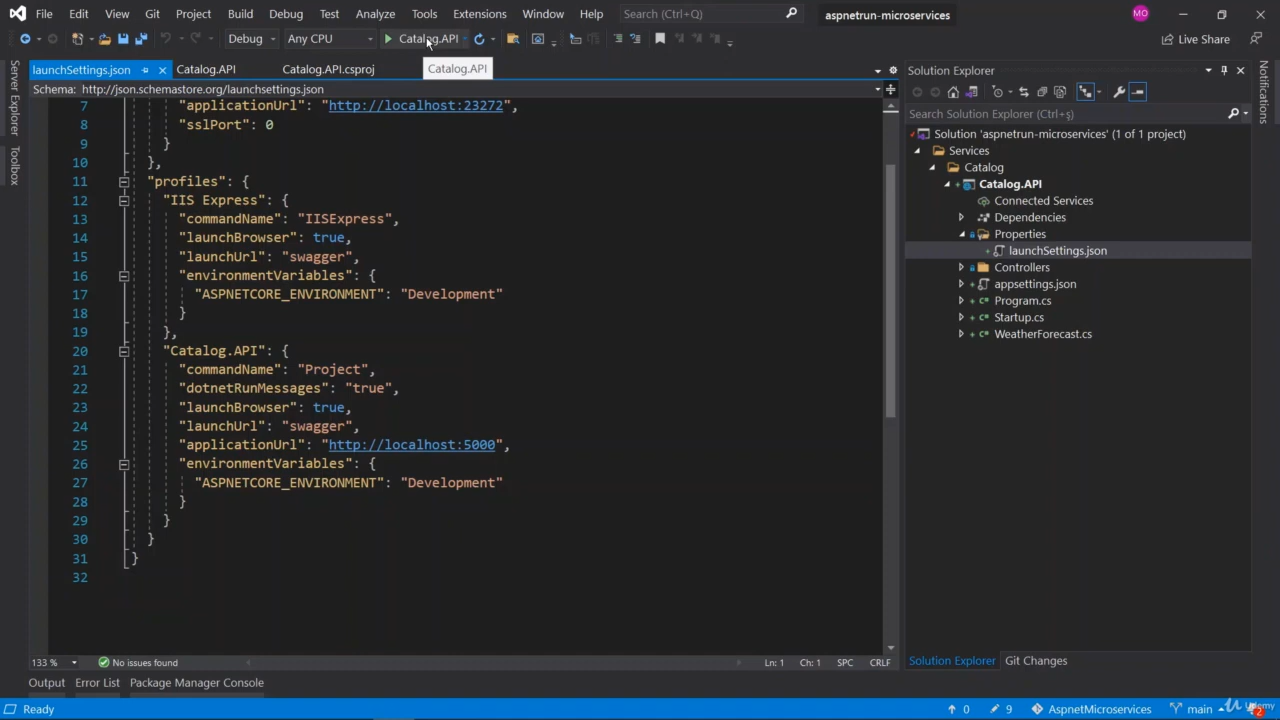 File Edit View Git Project Build Debug Test Analyze Tools Extensions Window Help Search (Ctrl+Q) aspnetrun-microservices MO
Debug Any CPU Catalog.API Live Share
launchSettings.json Catalog.API Catalog.API.csproj Catalog.API
Schema: http://json.schemastore.org/launchsettings.json
7 "applicationUrl": "http://localhost:23272",
8 "sslPort": 0
9 }
10 },
11 "profiles": {
12 "IIS Express": {
13 "commandName": "IISExpress",
14 "launchBrowser": true,
15 "launchUrl": "swagger",
16 "environmentVariables": {
17 "ASPNETCORE_ENVIRONMENT": "Development"
18 }
19 },
20 "Catalog.API": {
21 "commandName": "Project",
22 "dotnetRunMessages": "true",
23 "launchBrowser": true,
24 "launchUrl": "swagger",
25 "applicationUrl": "http://localhost:5000",
26 "environmentVariables": {
27 "ASPNETCORE_ENVIRONMENT": "Development"
28 }
29 }
30 }
31 }
32
133 % No issues found Ln: 1 Ch: 1 SPC CRLF
Server Explorer
Toolbox
Solution Explorer
Search Solution Explorer (Ctrl+ş)
Solution 'aspnetrun-microservices' (1 of 1 project)
Services
Catalog
Catalog.API
Connected Services
Dependencies
Properties
launchSettings.json
Controllers
appsettings.json
Program.cs
Startup.cs
WeatherForecast.cs
Solution Explorer Git Changes
Notifications
Output Error List Package Manager Console
Ready 0 9 AspnetMicroservices main 2
Udemy